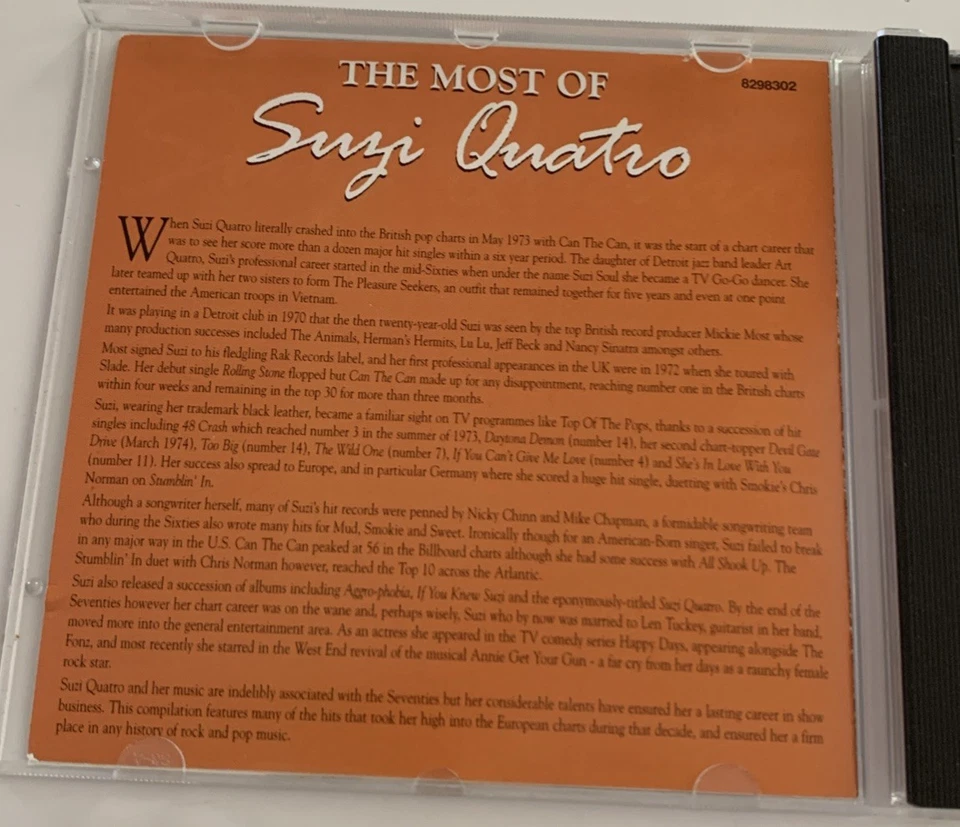 THE MOST OF
8298302
Suzi Quatro
When Suzi Quatro literally crashed into the British pop charts in May 1973 with Can The Can, it was the start of a chart career that
was to see her score more than a dozen major hit singles within a six year period. The daughter of Detroit jazz band leader Art
Quatro, Suzi's professional career started in the mid-Sixties when under the name Suzi Soul she became a TV Go-Go dancer. She
later teamed up with her two sisters to form The Pleasure Seekers, an outfit that remained together for five years and even at one point
entertained the American troops in Vietnam.
It was playing in a Detroit club in 1970 that the then twenty-year-old Suzi was seen by the top British record producer Mickie Most whose
many production successes included The Animals, Herman's Hermits, Lu Lu, Jeff Beck and Nancy Sinatra amongst others.
Most signed Suzi to his fledgling Rak Records label, and her first professional appearances in the UK were in 1972 when she toured with
Slade. Her debut single Rolling Stone flopped but Can The Can made up for any disappointment, reaching number one in the British charts
within four weeks and remaining in the top 30 for more than three months.
Suzi, wearing her trademark black leather, became a familiar sight on TV programmes like Top Of The Pops, thanks to a succession of hit
singles including 48 Crash which reached number 3 in the summer of 1973, Daytona Demon (number 14), her second chart-topper Devil Gate
Drive (March 1974), Too Big (number 14), The Wild One (number 7), If You Can't Give Me Love (number 4) and She's In Love With You
(number 11). Her success also spread to Europe, and in particular Germany where she scored a huge hit single, duetting with Smokie's Chris
Norman on Stumblin' In.
Although a songwriter herself, many of Suzi's hit records were penned by Nicky Chinn and Mike Chapman, a formidable songwriting team
who during the Sixties also wrote many hits for Mud, Smokie and Sweet. Ironically though for an American-Born singer, Suzi failed to break
in any major way in the U.S. Can The Can peaked at 56 in the Billboard charts although she had some success with All Shook Up. The
Stumblin' In duet with Chris Norman however, reached the Top 10 across the Atlantic.
Suzi also released a succession of albums including Aggro-phobia, If You Knew Suzi and the eponymously-titled Suzi Quatro. By the end of the
Seventies however her chart career was on the wane and, perhaps wisely, Suzi who by now was married to Len Tuckey, guitarist in her band,
moved more into the general entertainment area. As an actress she appeared in the TV comedy series Happy Days, appearing alongside The
Fonz, and most recently she starred in the West End revival of the musical Annie Get Your Gun - a far cry from her days as a raunchy female
rock star.
Suzi Quatro and her music are indelibly associated with the Seventies but her considerable talents have ensured her a lasting career in show
business. This compilation features many of the hits that took her high into the European charts during that decade, and ensured her a firm
place in any history of rock and pop music.